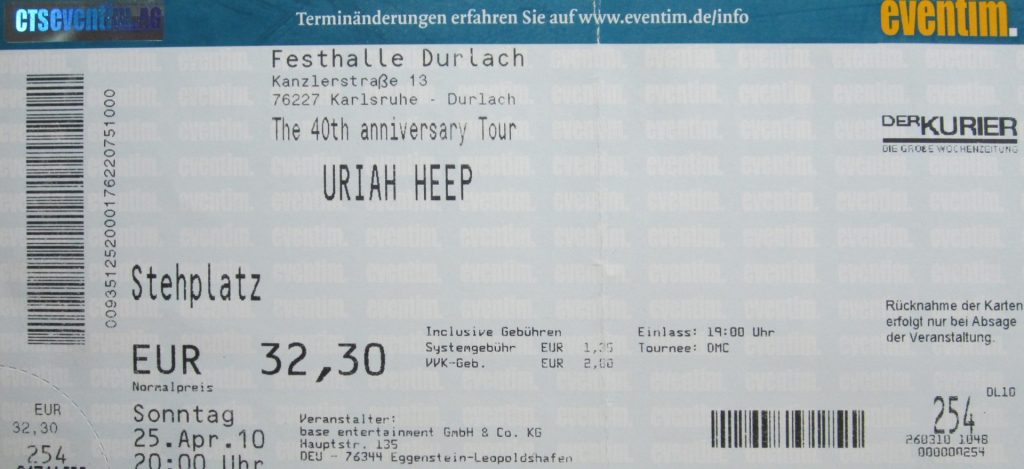 CTSeventim.AG
Terminänderungen erfahren Sie auf www.eventim.de/info
eventim.
Festhalle Durlach
Kanzlerstraße 13
76227 Karlsruhe - Durlach
The 40th anniversary Tour
URIAH HEEP
DERKURIER
DIE GROßE WOCHENZEITUNG
009351252000176220751000
Stehplatz
Rücknahme der Karten
erfolgt nur bei Absage
der Veranstaltung.
EUR 32,30
Normalpreis
Inclusive Gebühren
Systemgebühr EUR
VVK-Geb. EUR 2,00
Einlass: 19:00 Uhr
Tournee: DMC
DL10
EUR
32,30
254
Sonntag
25.Apr.10
20:00 Uhr
Veranstalter:
base entertainment GmbH & Co. KG
Hauptstr. 135
DEU - 76344 Eggenstein-Leopoldshafen
254
260310 1048
000000254